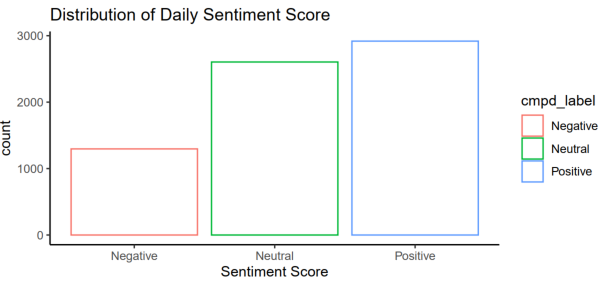 Distribution of Daily Sentiment Score
3000
2000
1000
0
count
Negative
Neutral
Positive
Sentiment Score
cmpd_label
Negative
Neutral
Positive